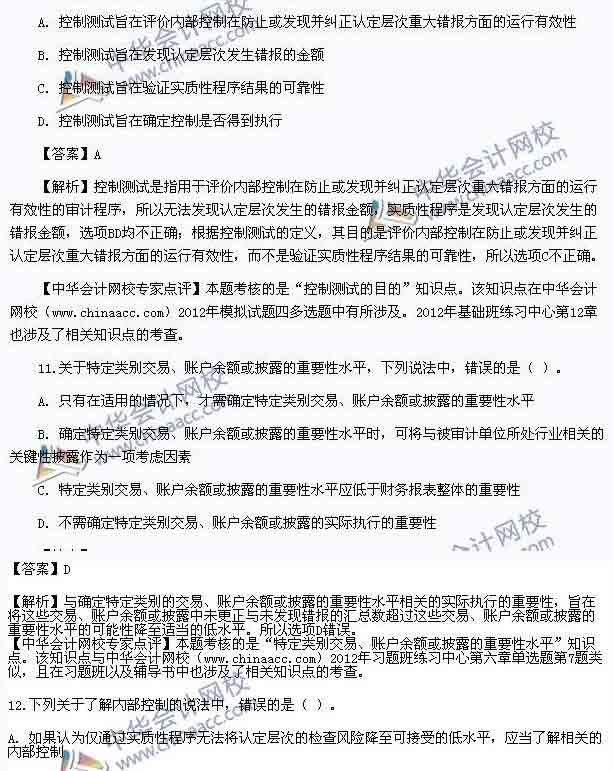 A. 控制测试旨在评价内部控制在防止或发现并纠正认定层次重大错报方面的运行有效性
B. 控制测试旨在发现认定层次发生错报的金额
C. 控制测试旨在验证实质性程序结果的可靠性
D. 控制测试旨在确定控制是否得到执行
【答案】A
【解析】控制测试是指用于评价内部控制在防止或发现并纠正认定层次重大错报方面的运行
有效性的审计程序，所以无法发现认定层次发生的错报金额，实质性程序是发现认定层次发生的
错报金额，选项BD均不正确；根据控制测试的定义，其目的是评价内部控制在防止或发现并纠正
认定层次重大错报方面的运行有效性，而不是验证实质性程序结果的可靠性，所以选项C不正确。
【中华会计网校专家点评】本题考核的是“控制测试的目的”知识点。该知识点在中华会计
网校（www.chinaacc.com）2012年模拟试题四多选题中有所涉及。2012年基础班练习中心第12章
也涉及了相关知识点的考查。
11.关于特定类别交易、账户余额或披露的重要性水平，下列说法中，错误的是（ ）。
A. 只有在适用的情况下，才需确定特定类别交易、账户余额或披露的重要性水平
B. 确定特定类别交易、账户余额或披露的重要性水平时，可将与被审计单位所处行业相关的
关键性披露作为一项考虑因素
C. 特定类别交易、账户余额或披露的重要性水平应低于财务报表整体的重要性
D. 不需确定特定类别交易、账户余额或披露的实际执行的重要性
【答案】D
【解析】与确定特定类别的交易、账户余额或披露的重要性水平相关的实际执行的重要性，旨在
将这些交易、账户余额或披露中未更正与未发现错报的汇总数超过这些交易、账户余额或披露的
重要性水平的可能性降至适当的低水平。所以选项D错误。
【中华会计网校专家点评】本题考核的是“特定类别交易、账户余额或披露的重要性水平”知识
点。该知识点与中华会计网校（www.chinaacc.com）2012年习题班练习中心第六章单选题第7题类
似，且在习题班以及辅导书中也涉及了相关知识点的考查。
12.下列关于了解内部控制的说法中，错误的是（ ）。
A. 如果认为仅通过实质性程序无法将认定层次的检查风险降至可接受的低水平，应当了解相关的
内部控制